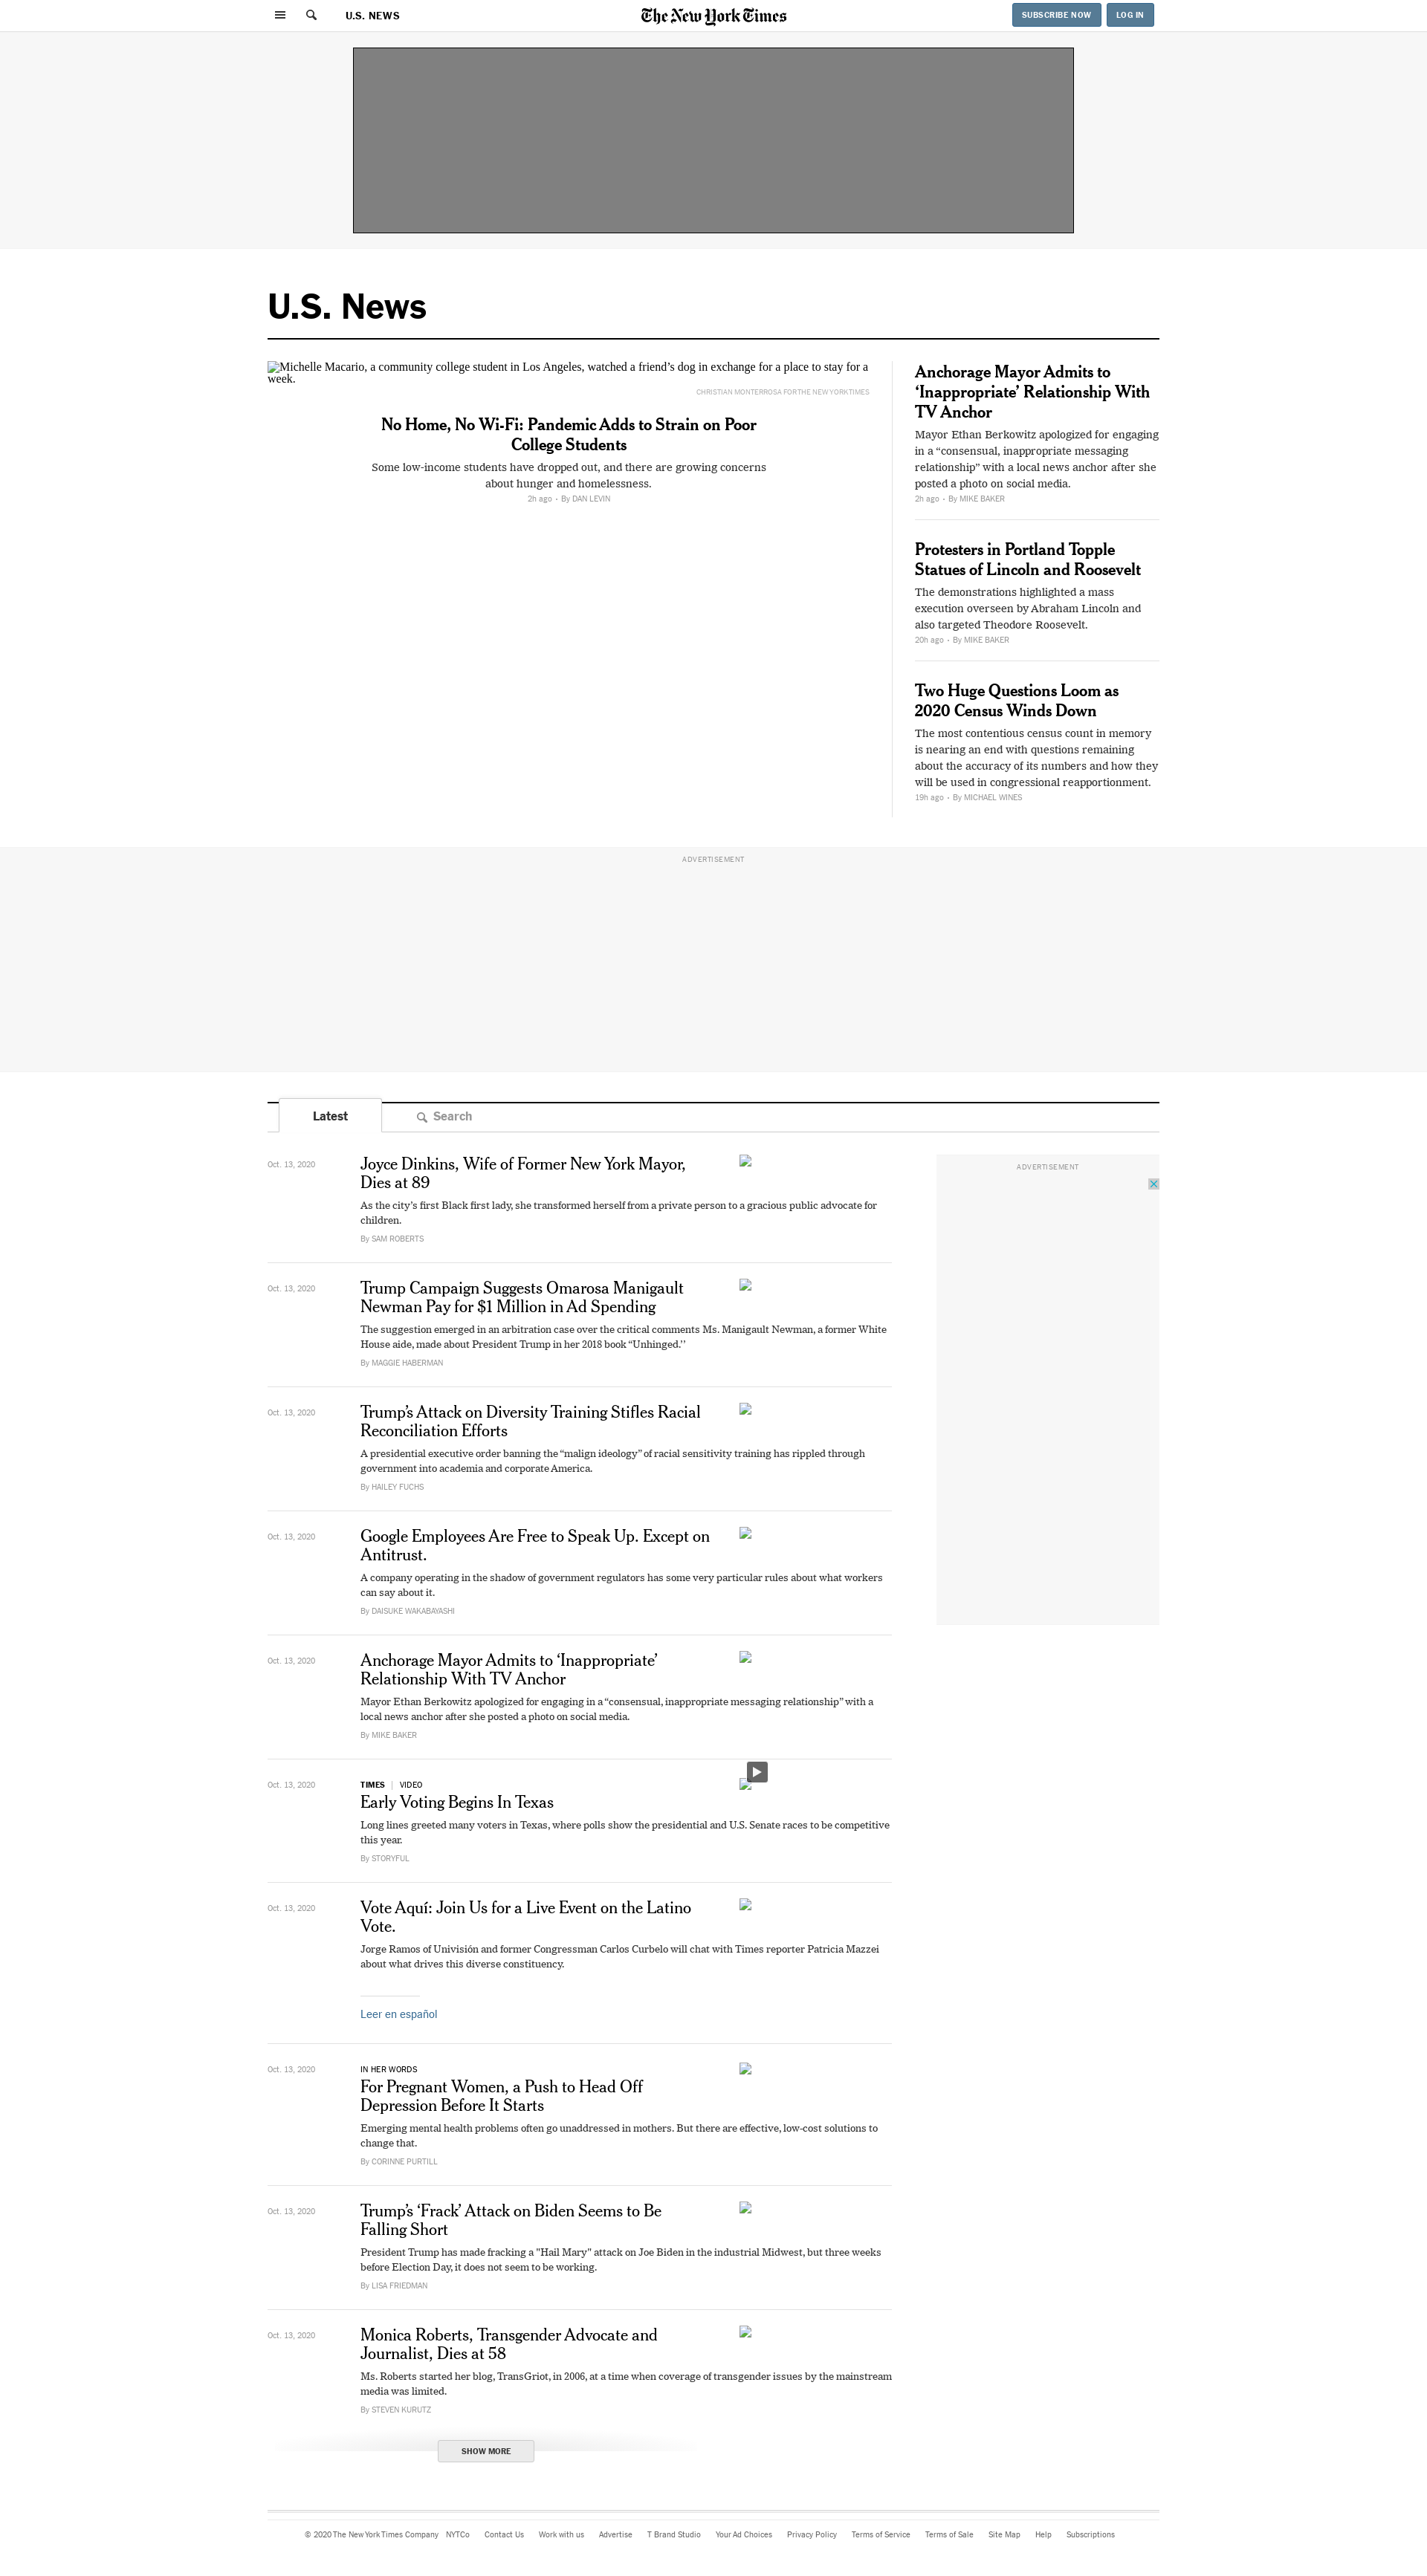 U.S. NEWS
The New York Times
SUBSCRIBE NOW
LOG IN
U.S. News
Michelle Macario, a community college student in Los Angeles, watched a friend’s dog in exchange for a place to stay for a
week.
CHRISTIAN MONTERROSA FOR THE NEW YORK TIMES
No Home, No Wi-Fi: Pandemic Adds to Strain on Poor
College Students
Some low-income students have dropped out, and there are growing concerns
about hunger and homelessness.
2h ago • By DAN LEVIN
Anchorage Mayor Admits to
‘Inappropriate’ Relationship With
TV Anchor
Mayor Ethan Berkowitz apologized for engaging
in a “consensual, inappropriate messaging
relationship” with a local news anchor after she
posted a photo on social media.
2h ago • By MIKE BAKER
Protesters in Portland Topple
Statues of Lincoln and Roosevelt
The demonstrations highlighted a mass
execution overseen by Abraham Lincoln and
also targeted Theodore Roosevelt.
20h ago • By MIKE BAKER
Two Huge Questions Loom as
2020 Census Winds Down
The most contentious census count in memory
is nearing an end with questions remaining
about the accuracy of its numbers and how they
will be used in congressional reapportionment.
19h ago • By MICHAEL WINES
ADVERTISEMENT
Latest
Search
ADVERTISEMENT
Oct. 13, 2020
Joyce Dinkins, Wife of Former New York Mayor,
Dies at 89
As the city’s first Black first lady, she transformed herself from a private person to a gracious public advocate for
children.
By SAM ROBERTS
Oct. 13, 2020
Trump Campaign Suggests Omarosa Manigault
Newman Pay for $1 Million in Ad Spending
The suggestion emerged in an arbitration case over the critical comments Ms. Manigault Newman, a former White
House aide, made about President Trump in her 2018 book “Unhinged.’’
By MAGGIE HABERMAN
Oct. 13, 2020
Trump’s Attack on Diversity Training Stifles Racial
Reconciliation Efforts
A presidential executive order banning the “malign ideology” of racial sensitivity training has rippled through
government into academia and corporate America.
By HAILEY FUCHS
Oct. 13, 2020
Google Employees Are Free to Speak Up. Except on
Antitrust.
A company operating in the shadow of government regulators has some very particular rules about what workers
can say about it.
By DAISUKE WAKABAYASHI
Oct. 13, 2020
Anchorage Mayor Admits to ‘Inappropriate’
Relationship With TV Anchor
Mayor Ethan Berkowitz apologized for engaging in a “consensual, inappropriate messaging relationship” with a
local news anchor after she posted a photo on social media.
By MIKE BAKER
Oct. 13, 2020
TIMES | VIDEO
Early Voting Begins In Texas
Long lines greeted many voters in Texas, where polls show the presidential and U.S. Senate races to be competitive
this year.
By STORYFUL
Oct. 13, 2020
Vote Aquí: Join Us for a Live Event on the Latino
Vote.
Jorge Ramos of Univisión and former Congressman Carlos Curbelo will chat with Times reporter Patricia Mazzei
about what drives this diverse constituency.
Leer en español
Oct. 13, 2020
IN HER WORDS
For Pregnant Women, a Push to Head Off
Depression Before It Starts
Emerging mental health problems often go unaddressed in mothers. But there are effective, low-cost solutions to
change that.
By CORINNE PURTILL
Oct. 13, 2020
Trump’s ‘Frack’ Attack on Biden Seems to Be
Falling Short
President Trump has made fracking a "Hail Mary" attack on Joe Biden in the industrial Midwest, but three weeks
before Election Day, it does not seem to be working.
By LISA FRIEDMAN
Oct. 13, 2020
Monica Roberts, Transgender Advocate and
Journalist, Dies at 58
Ms. Roberts started her blog, TransGriot, in 2006, at a time when coverage of transgender issues by the mainstream
media was limited.
By STEVEN KURUTZ
SHOW MORE
© 2020 The New York Times Company NYTCo Contact Us Work with us Advertise T Brand Studio Your Ad Choices Privacy Policy Terms of Service Terms of Sale Site Map Help Subscriptions